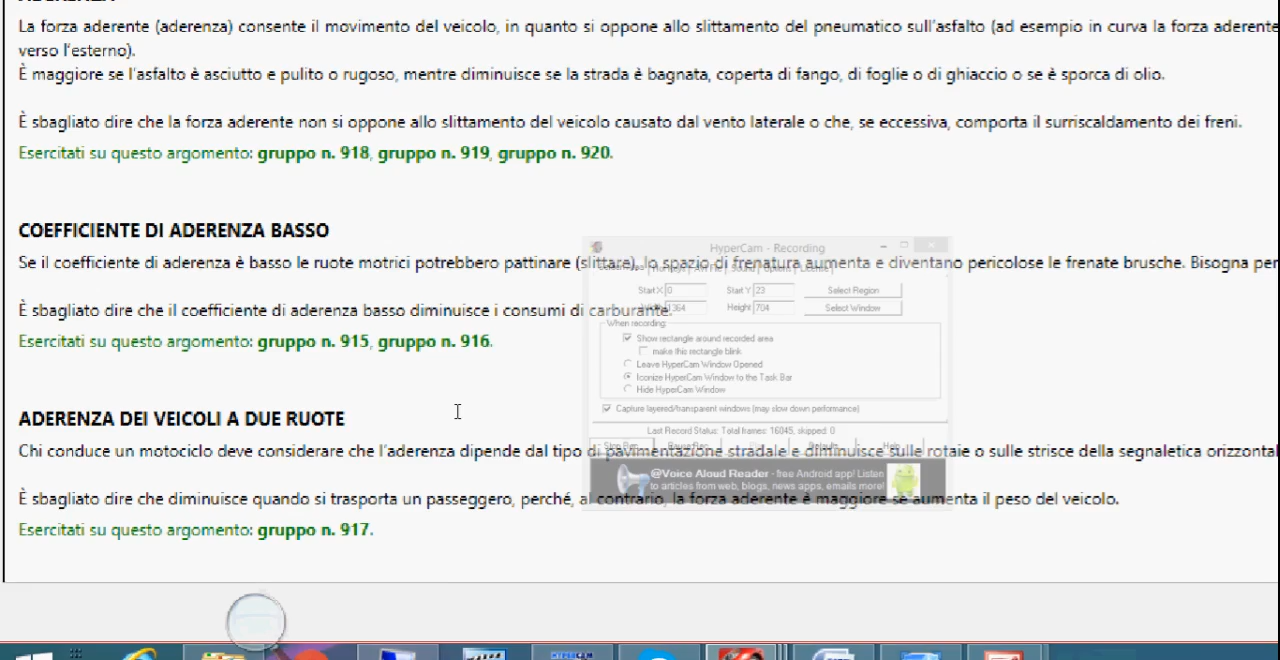 ADERENZA
La forza aderente (aderenza) consente il movimento del veicolo, in quanto si oppone allo slittamento del pneumatico sull'asfalto (ad esempio in curva la forza aderente
verso l'esterno).
È maggiore se l'asfalto è asciutto e pulito o rugoso, mentre diminuisce se la strada è bagnata, coperta di fango, di foglie o di ghiaccio o se è sporca di olio.
È sbagliato dire che la forza aderente non si oppone allo slittamento del veicolo causato dal vento laterale o che, se eccessiva, comporta il surriscaldamento dei freni.
Esercitati su questo argomento: gruppo n. 918, gruppo n. 919, gruppo n. 920.
COEFFICIENTE DI ADERENZA BASSO
Se il coefficiente di aderenza è basso le ruote motrici potrebbero pattinare (slittare), lo spazio di frenatura aumenta e diventano pericolose le frenate brusche. Bisogna per
È sbagliato dire che il coefficiente di aderenza basso diminuisce i consumi di carburante.
Esercitati su questo argomento: gruppo n. 915, gruppo n. 916.
ADERENZA DEI VEICOLI A DUE RUOTE
Chi conduce un motociclo deve considerare che l'aderenza dipende dal tipo di pavimentazione stradale e diminuisce sulle rotaie o sulle strisce della segnaletica orizzontal
È sbagliato dire che diminuisce quando si trasporta un passeggero, perché, al contrario, la forza aderente è maggiore se aumenta il peso del veicolo.
Esercitati su questo argomento: gruppo n. 917.
HyperCam - Recording
Start X 0 Start Y 23 Select Region
Width 1364 Height 704 Select Window
When recording:
Show rectangle around recorded area
make this rectangle blink
Leave HyperCam Window Opened
Iconize HyperCam Window to the Task Bar
Hide HyperCam Window
Capture layered/transparent windows (may slow down performance)
Last Record Status: Total frames: 16045, skipped: 0
Stop Rec. Pause Rec. Defaults Help
@Voice Aloud Reader - free Android app! Listen
to articles from web, blogs, news apps, emails more!
HYPERCAM